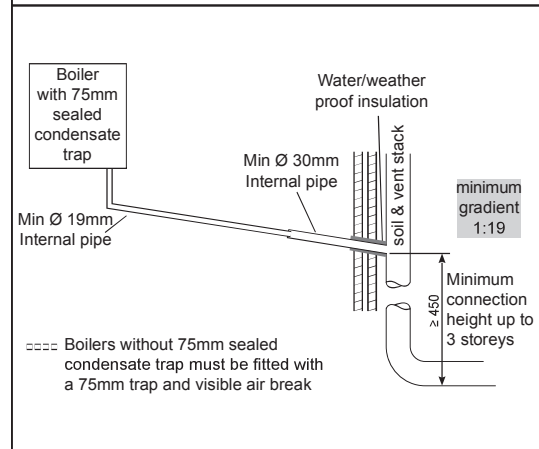 Boiler
with 75mm
sealed
condensate
trap
Water/weather
proof insulation
Min Ø 30mm
Internal pipe
soil & vent stack
minimum
gradient
1:19
Min Ø 19mm
Internal pipe
≥ 450
Minimum
connection
height up to
3 storeys
Boilers without 75mm sealed
condensate trap must be fitted with
a 75mm trap and visible air break